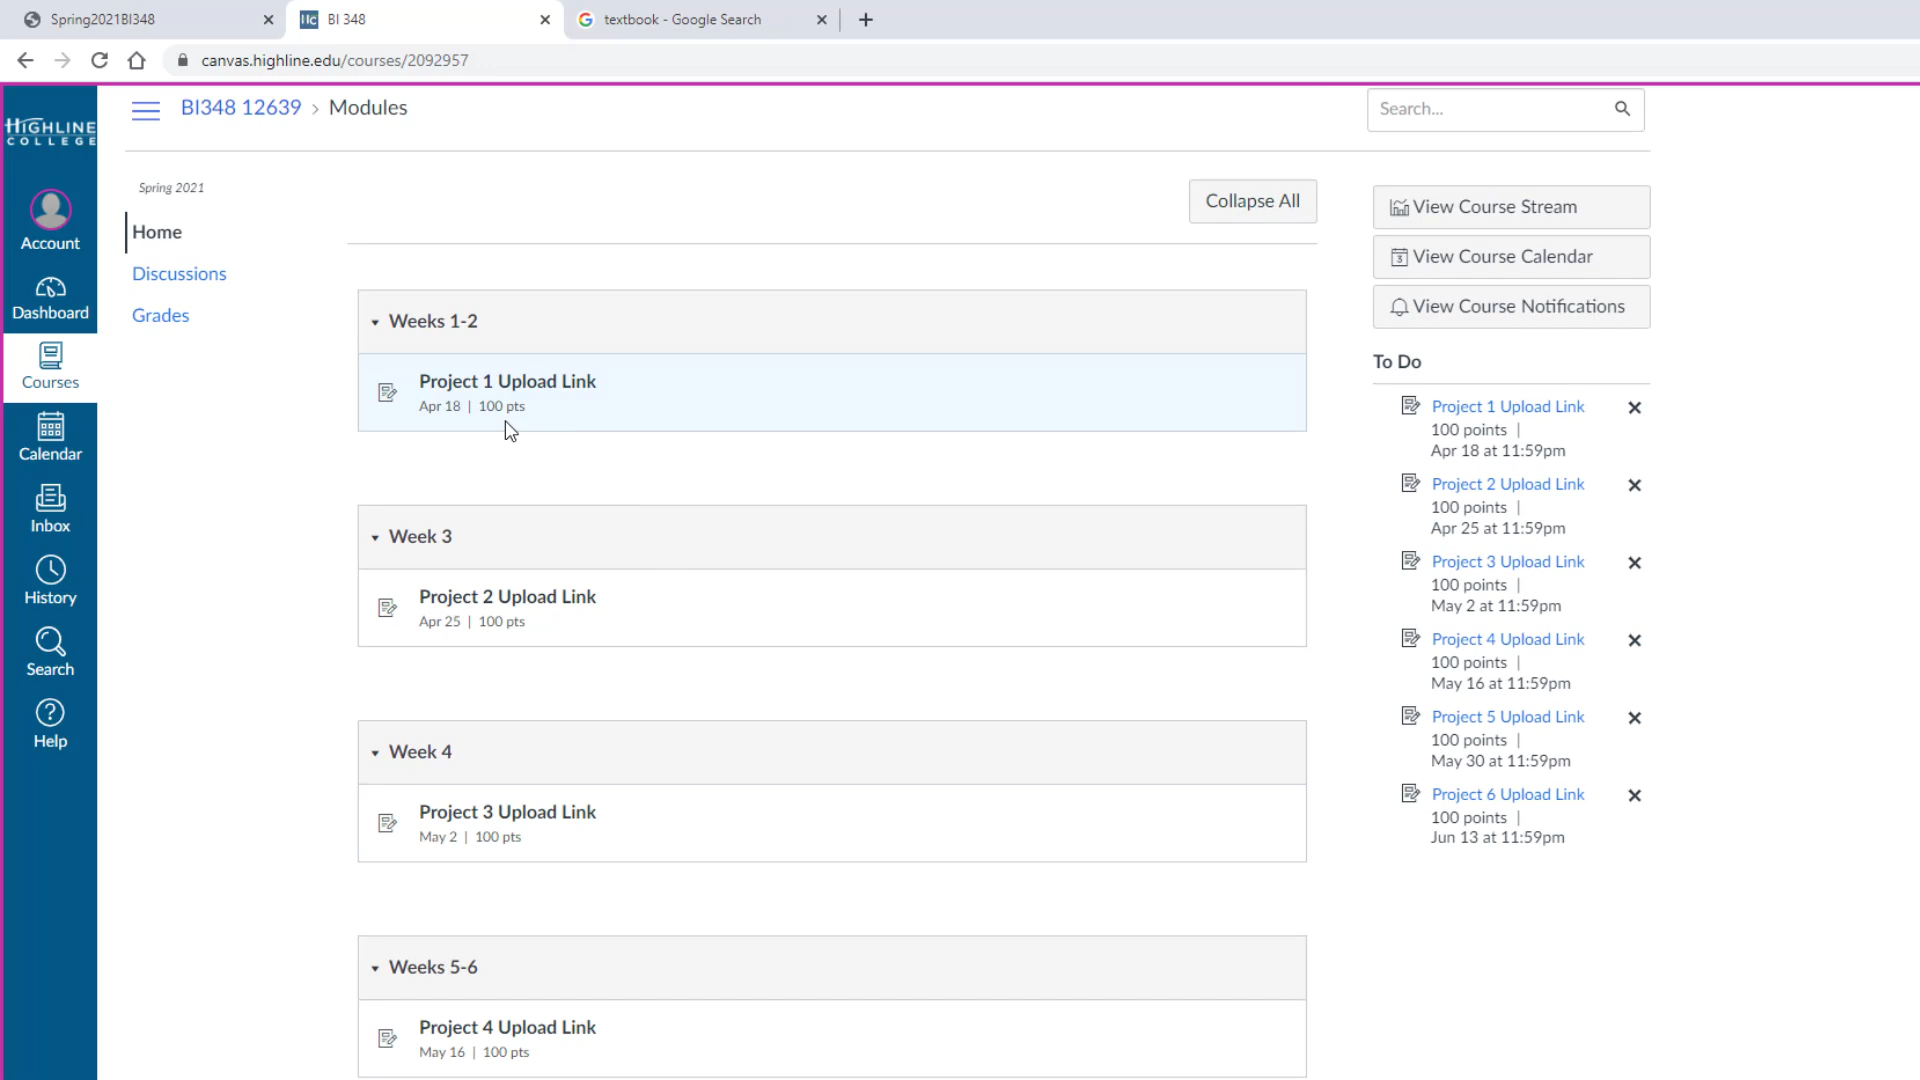 Spring2021BI348
BI 348
textbook - Google Search
canvas.highline.edu/courses/2092957
HIGHLINE
COLLEGE
Account
Dashboard
Courses
Calendar
Inbox
History
Search
Help
BI348 12639 › Modules
Search...
Spring 2021
Home
Discussions
Grades
Collapse All
Weeks 1-2
Project 1 Upload Link
Apr 18 | 100 pts
Week 3
Project 2 Upload Link
Apr 25 | 100 pts
Week 4
Project 3 Upload Link
May 2 | 100 pts
Weeks 5-6
Project 4 Upload Link
May 16 | 100 pts
View Course Stream
View Course Calendar
View Course Notifications
To Do
Project 1 Upload Link
100 points |
Apr 18 at 11:59pm
Project 2 Upload Link
100 points |
Apr 25 at 11:59pm
Project 3 Upload Link
100 points |
May 2 at 11:59pm
Project 4 Upload Link
100 points |
May 16 at 11:59pm
Project 5 Upload Link
100 points |
May 30 at 11:59pm
Project 6 Upload Link
100 points |
Jun 13 at 11:59pm